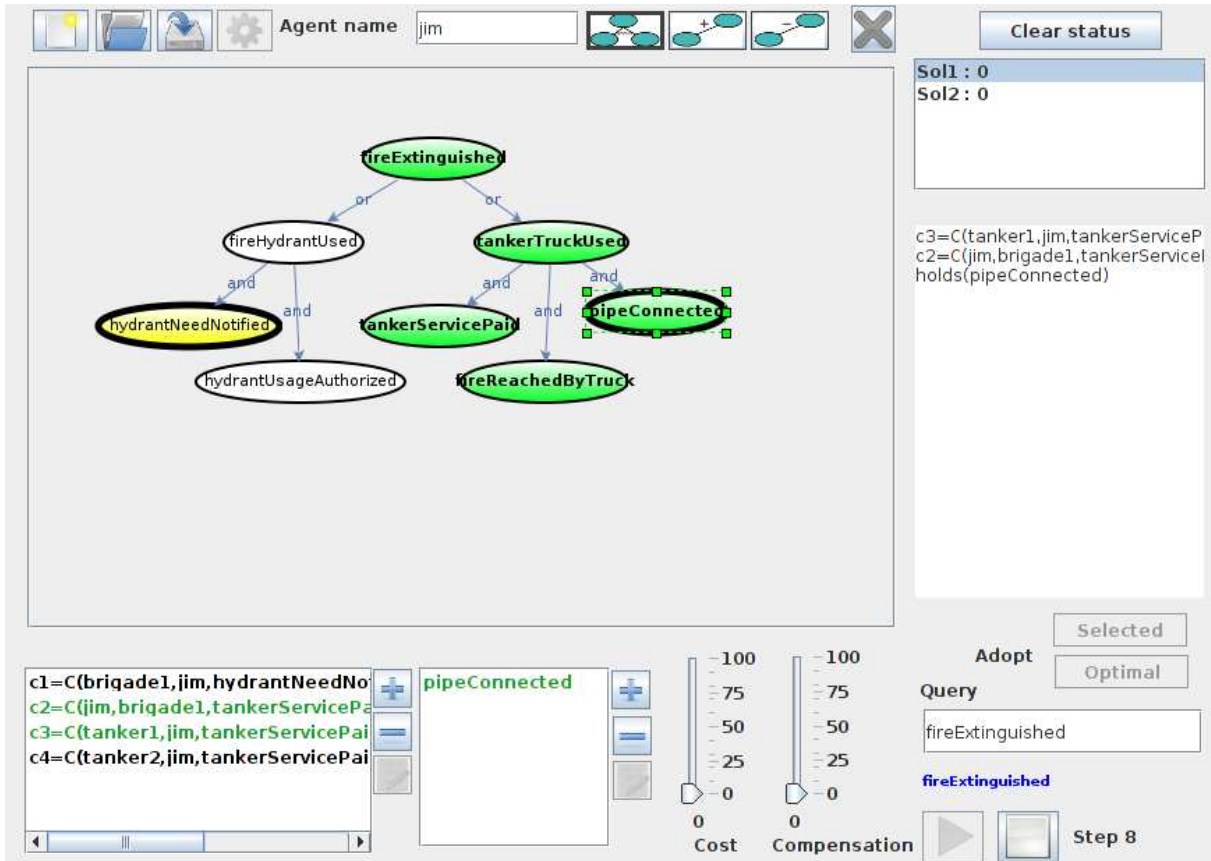 Agent name
jim
Clear status
Sol1 : 0
Sol2 : 0
fireExtinguished
or
or
fireHydrantUsed
tankerTruckUsed
and
and
and
hydrantNeedNotified
and
tankerServicePaid
and
pipeConnected
hydrantUsageAuthorized
fireReachedByTruck
c3=C(tanker1,jim,tankerServiceP
c2=C(jim,brigade1,tankerServiceI
holds(pipeConnected)
c1=C(brigade1,jim,hydrantNeedNo
c2=C(jim,brigade1,tankerServicePa
c3=C(tanker1,jim,tankerServicePai
c4=C(tanker2,jim,tankerServicePai
pipeConnected
100
75
50
25
0
0
Cost
100
75
50
25
0
0
Compensation
Adopt
Selected
Optimal
Query
fireExtinguished
fireExtinguished
Step 8